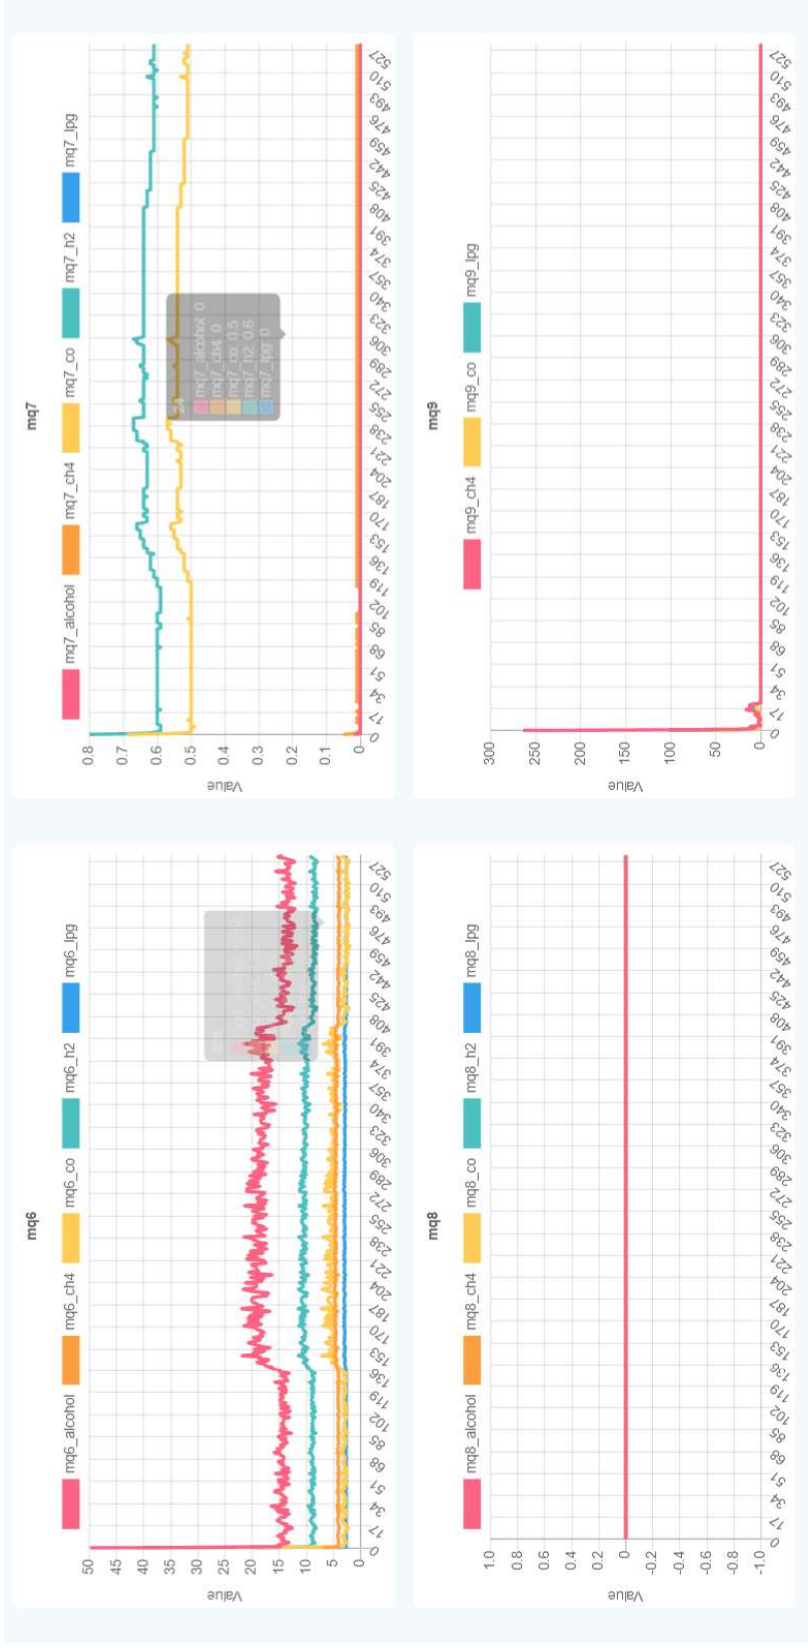 mq6
mq6_alcohol mq6_ch4 mq6_co mq6_h2 mq6_lpg
Value
50
45
40
35
30
25
20
15
10
5
0
0 17 34 51 68 85 102 119 136 153 170 187 204 221 238 255 272 289 306 323 340 357 374 391 408 425 442 459 476 493 510 527
mq7
mq7_alcohol mq7_ch4 mq7_co mq7_h2 mq7_lpg
Value
0.8
0.7
0.6
0.5
0.4
0.3
0.2
0.1
0
24
mq7_alcohol: 0
mq7_ch4: 0
mq7_co: 0.5
mq7_h2: 0.6
mq7_lpg: 0
0 17 34 51 68 85 102 119 136 153 170 187 204 221 238 255 272 289 306 323 340 357 374 391 408 425 442 459 476 493 510 527
mq8
mq8_alcohol mq8_ch4 mq8_co mq8_h2 mq8_lpg
Value
1.0
0.8
0.6
0.4
0.2
0
-0.2
-0.4
-0.6
-0.8
-1.0
0 17 34 51 68 85 102 119 136 153 170 187 204 221 238 255 272 289 306 323 340 357 374 391 408 425 442 459 476 493 510 527
mq9
mq9_ch4 mq9_co mq9_lpg
Value
300
250
200
150
100
50
0
0 17 34 51 68 85 102 119 136 153 170 187 204 221 238 255 272 289 306 323 340 357 374 391 408 425 442 459 476 493 510 527